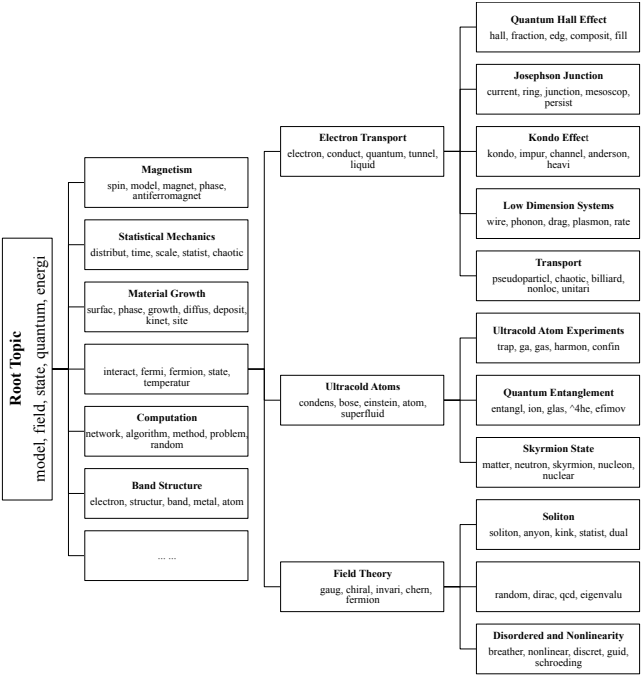 Root Topic
model, field, state, quantum, energi
Magnetism
spin, model, magnet, phase,
antiferromagnet
Statistical Mechanics
distribut, time, scale, statist, chaotic
Material Growth
surfac, phase, growth, diffus, deposit,
kinet, site
interact, fermi, fermion, state,
temperatur
Computation
network, algorithm, method, problem,
random
Band Structure
electron, structur, band, metal, atom
... ...
Electron Transport
electron, conduct, quantum, tunnel,
liquid
Ultracold Atoms
condens, bose, einstein, atom,
superfluid
Field Theory
gaug, chiral, invari, chern,
fermion
Quantum Hall Effect
hall, fraction, edg, composit, fill
Josephson Junction
current, ring, junction, mesoscop,
persist
Kondo Effect
kondo, impur, channel, anderson,
heavi
Low Dimension Systems
wire, phonon, drag, plasmon, rate
Transport
pseudoparticl, chaotic, billiard,
nonloc, unitari
Ultracold Atom Experiments
trap, ga, gas, harmon, confin
Quantum Entanglement
entangl, ion, glas, ^4he, efimov
Skyrmion State
matter, neutron, skyrmion, nucleon,
nuclear
Soliton
soliton, anyon, kink, statist, dual
random, dirac, qcd, eigenvalu
Disordered and Nonlinearity
breather, nonlinear, discret, guid,
schroeding